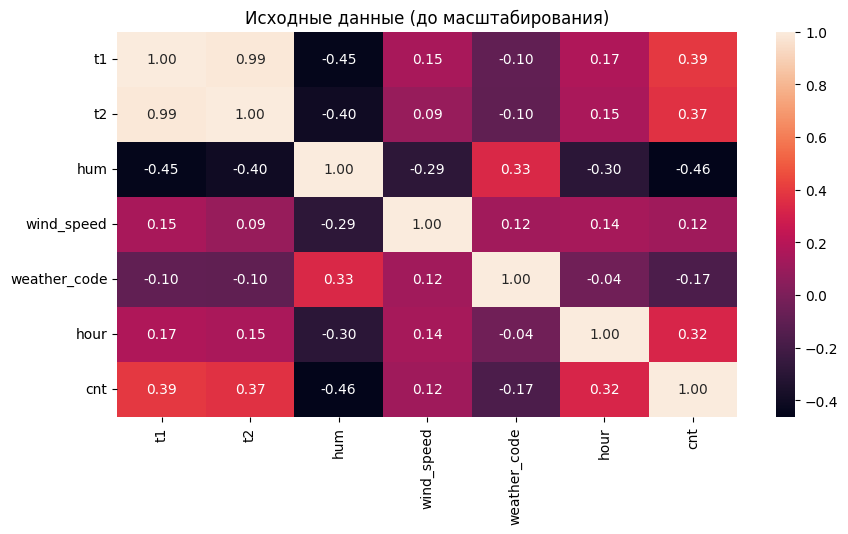 Исходные данные (до масштабирования)
t1 1.00 0.99 -0.45 0.15 -0.10 0.17 0.39
t2 0.99 1.00 -0.40 0.09 -0.10 0.15 0.37
hum -0.45 -0.40 1.00 -0.29 0.33 -0.30 -0.46
wind_speed 0.15 0.09 -0.29 1.00 0.12 0.14 0.12
weather_code -0.10 -0.10 0.33 0.12 1.00 -0.04 -0.17
hour 0.17 0.15 -0.30 0.14 -0.04 1.00 0.32
cnt 0.39 0.37 -0.46 0.12 -0.17 0.32 1.00
t1 t2 hum wind_speed weather_code hour cnt
1.0
0.8
0.6
0.4
0.2
0.0
−0.2
−0.4